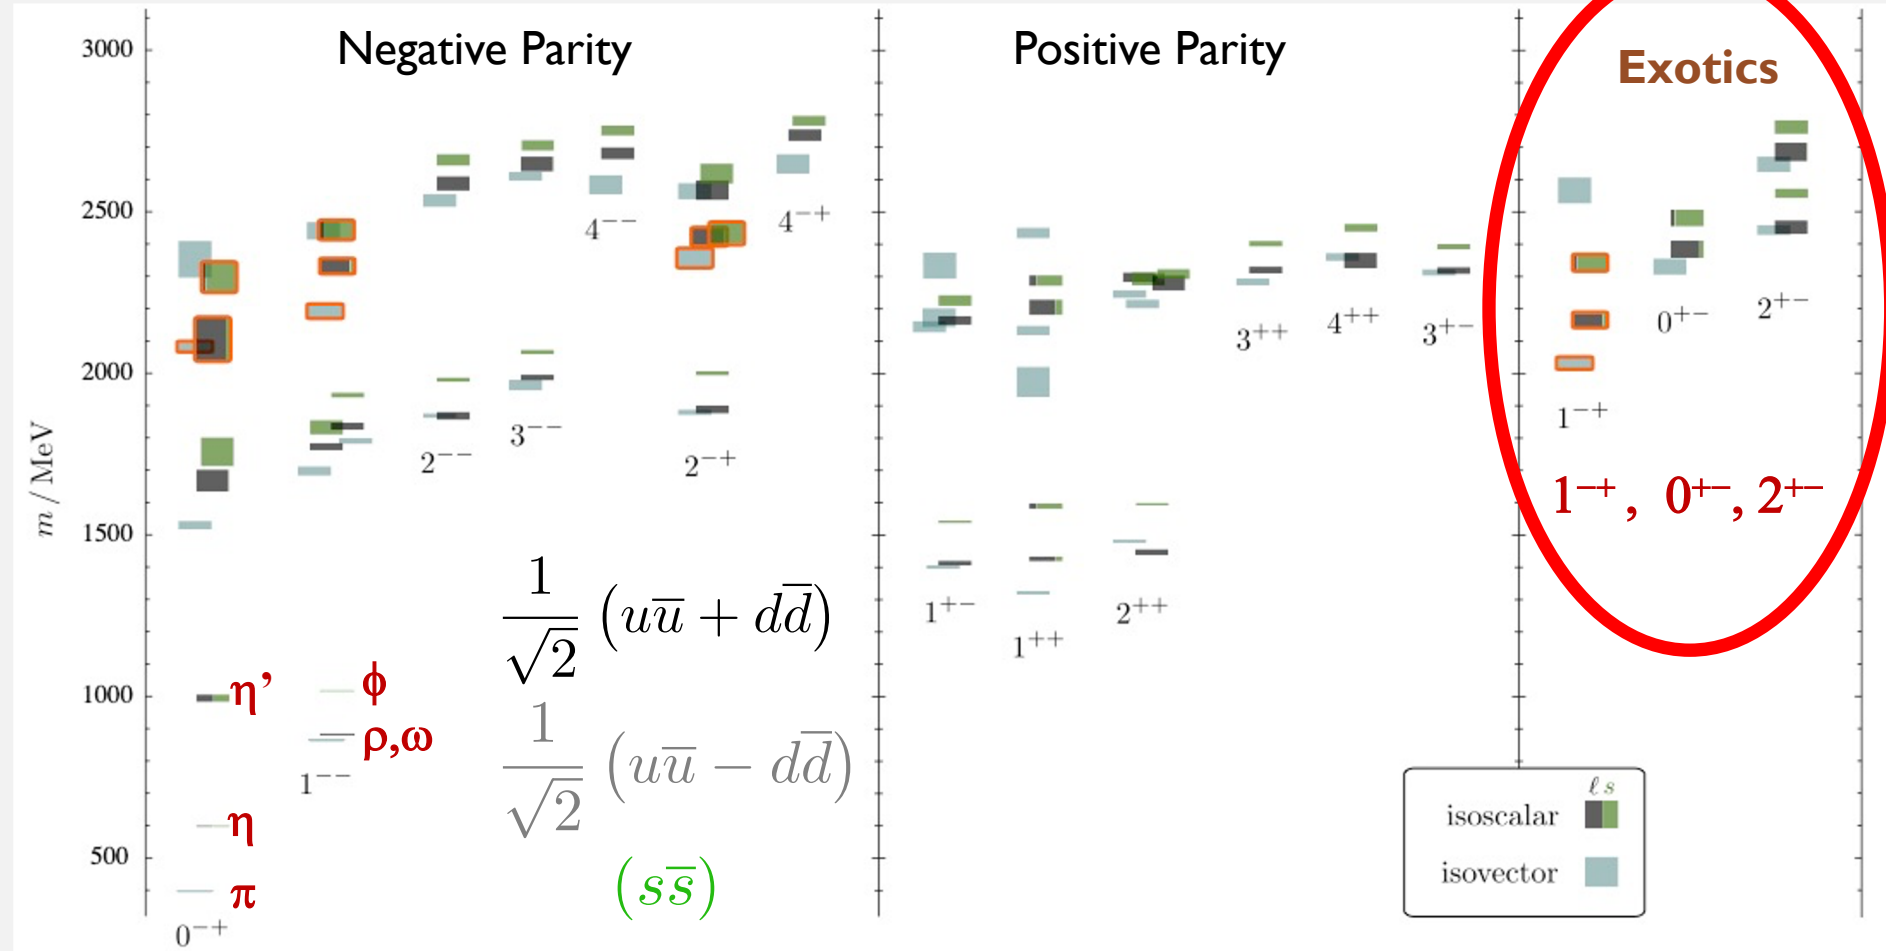 Negative Parity
Positive Parity
Exotics
3000
2500
2000
1500
1000
500
m / MeV
4⁻⁻
4⁻⁺
2⁻⁻
3⁻⁻
2⁻⁺
3⁺⁺
4⁺⁺
3⁺⁻
1⁻⁺
0⁺⁻
2⁺⁻
1⁻⁺, 0⁺⁻, 2⁺⁻
1⁺⁻
1⁺⁺
2⁺⁺
1/√2 (uu̅ + dd̅)
1/√2 (uu̅ − dd̅)
(ss̅)
η’
ϕ
ρ,ω
1⁻⁻
η
π
0⁻⁺
ℓ s
isoscalar
isovector